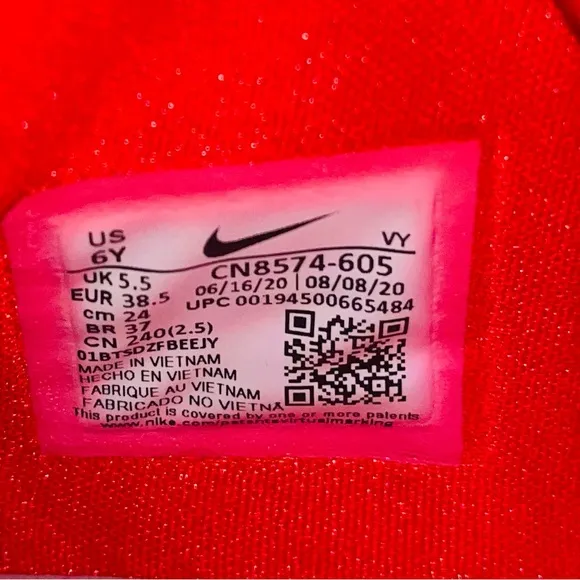 US
6Y
VY
UK 5.5
EUR 38.5
cm 24
BR 37
CN 240(2.5)
CN8574-605
06/16/20 | 08/08/20
UPC 00194500665484
01BTSDZFBEEJY
MADE IN VIETNAM
HECHO EN VIETNAM
FABRIQUE AU VIETNAM
FABRICADO NO VIETNA
This product is covered by one or more patents
www.nike.com/patentsvirtualmarking